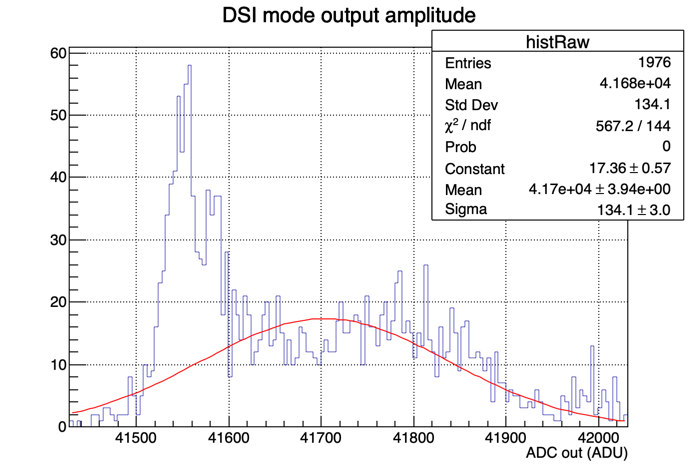 DSI mode output amplitude
histRaw
Entries 1976
Mean 4.168e+04
Std Dev 134.1
χ² / ndf 567.2 / 144
Prob 0
Constant 17.36 ± 0.57
Mean 4.17e+04 ± 3.94e+00
Sigma 134.1 ± 3.0
60
50
40
30
20
10
0
41500 41600 41700 41800 41900 42000
ADC out (ADU)